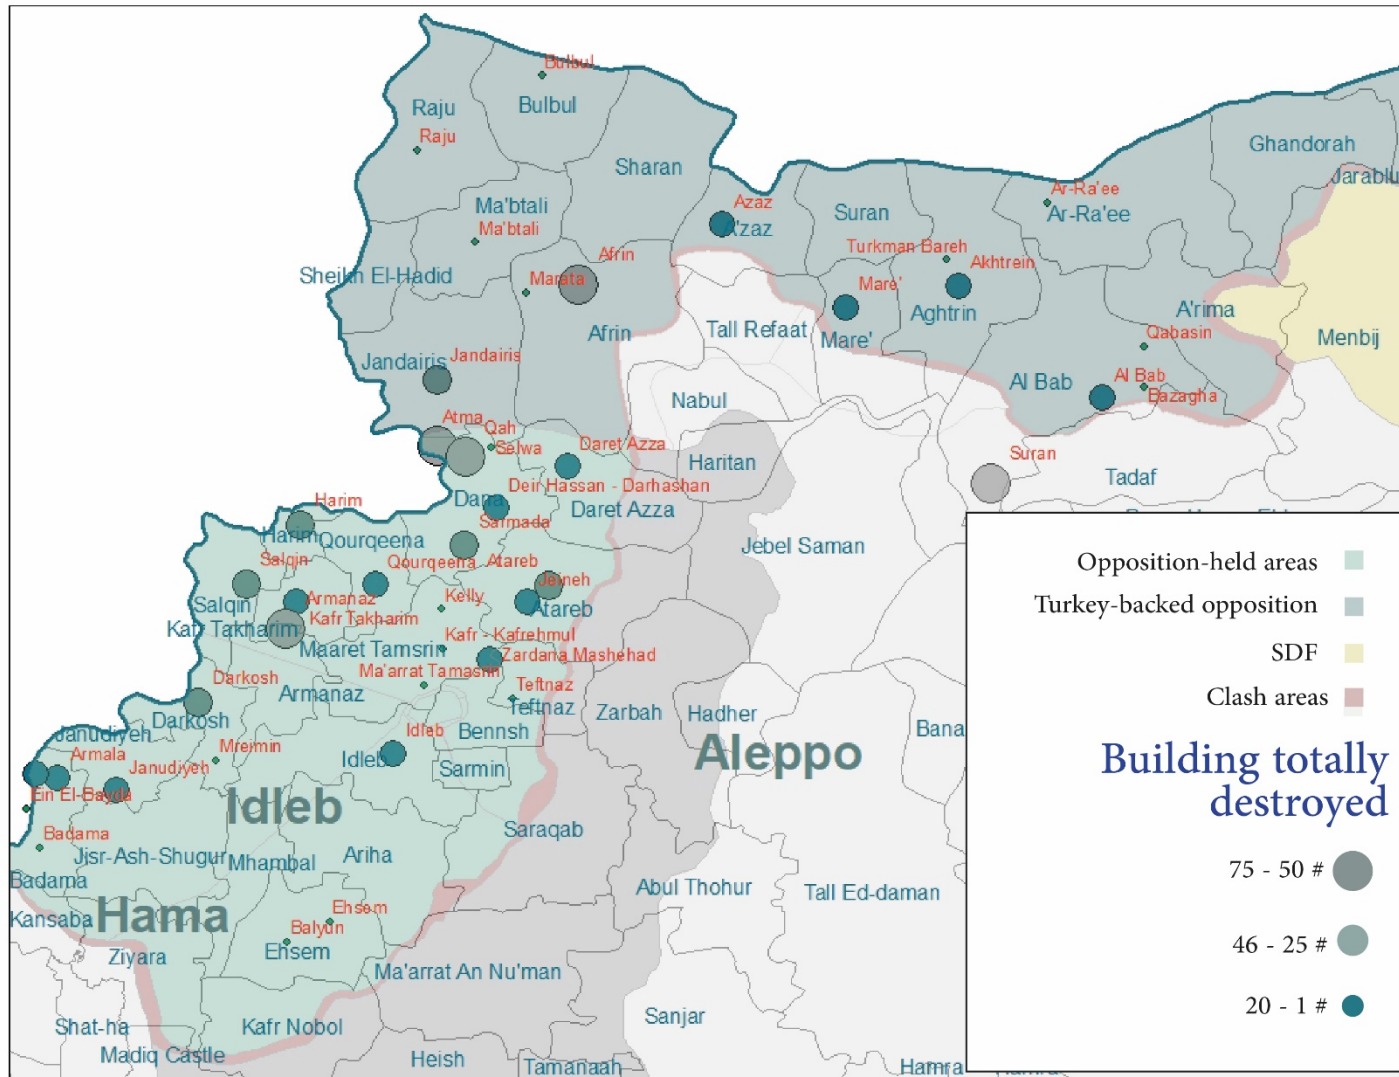 Bulbul
Raju
Bulbul
Raju
Ghandorah
Sharan
Jarablu
Ar-Ra'ee
Ma'btali
Azaz
Suran
Ar-Ra'ee
Ma'btali
A'zaz
Turkman Bareh
Afrin
Akhtrein
Sheikh El-Hadid
Marata
Mare'
A'rima
Aghtrin
Tall Refaat
Qabasin
Afrin
Mare'
Menbij
Jandairis
Jandairis
Al Bab
Al Bab
Bazagha
Nabul
Atma
Qah
Selwa
Daret Azza
Suran
Haritan
Tadaf
Deir Hassan - Darhashan
Dana
Harim
Daret Azza
Sarmada
Harim
Qourqeena
Jebel Saman
Salqin
Qourqeena
Atareb
Jeineh
Armanaz
Kelly
Salqin
Atareb
Kafr Takharim
Kafr Takharim
Kafr - Kafrehmul
Maaret Tamsrin
Zardana Mashehad
Ma'arrat Tamasrin
Darkosh
Armanaz
Teftnaz
Teftnaz
Darkosh
Zarbah
Hadher
Janudiyeh
Idleb
Bennsh
Bana
Mreimin
Armala
Idleb
Aleppo
Janudiyeh
Sarmin
Ein El-Bayda
Idleb
Saraqab
Badama
Jisr-Ash-Shugur
Mhambal
Ariha
Badama
Abul Thohur
Tall Ed-daman
Kansaba
Hama
Ehsem
Balyun
Ziyara
Ehsem
Ma'arrat An Nu'man
Sanjar
Shat-ha
Kafr Nobol
Madiq Castle
Heish
Tamanaah
Hamra
Opposition-held areas
Turkey-backed opposition
SDF
Clash areas
Building totally
destroyed
75 - 50 #
46 - 25 #
20 - 1 #